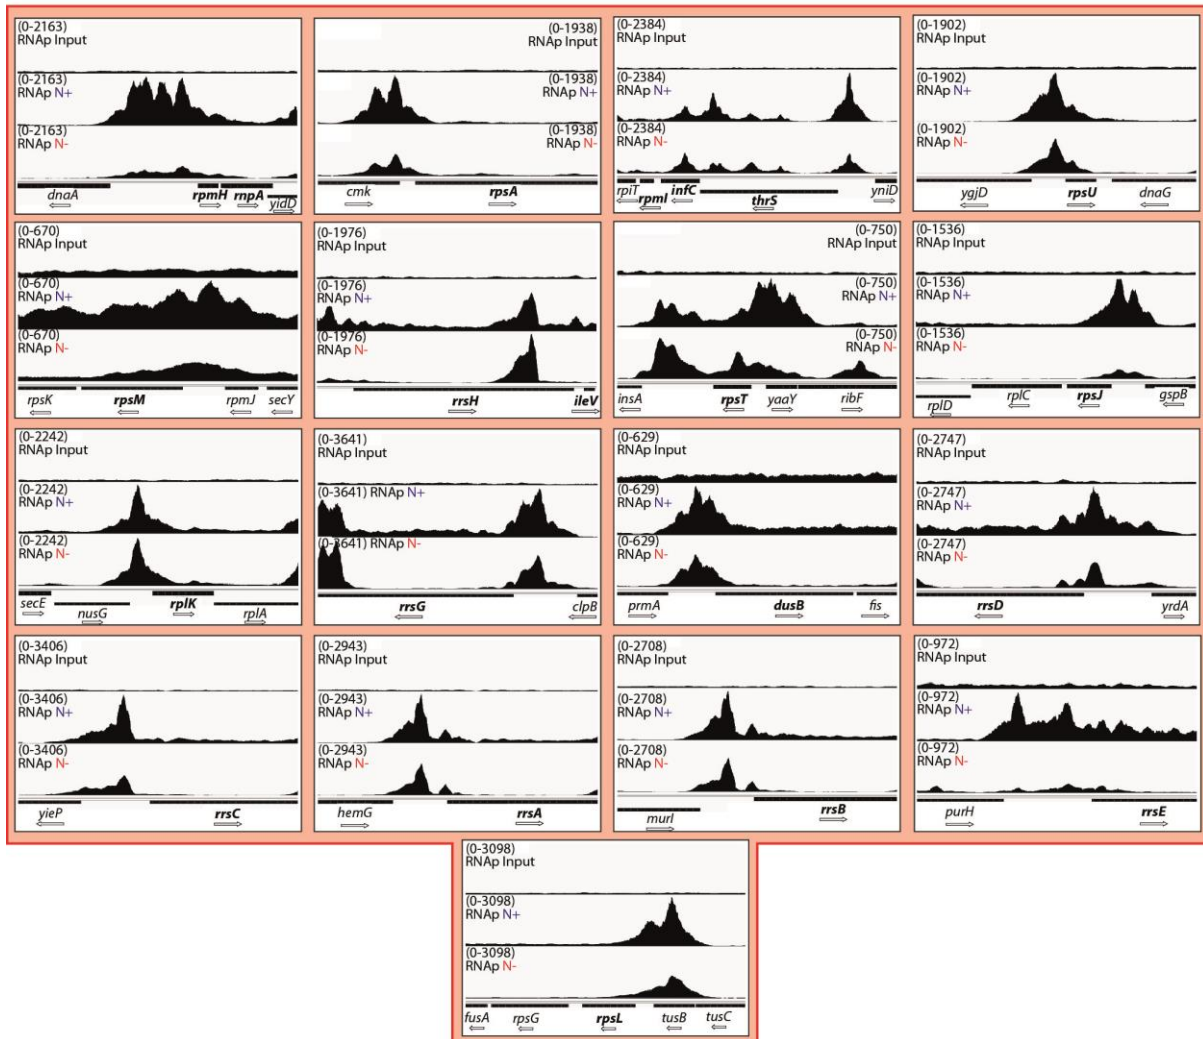 (0-2163)
RNAp Input
(0-2163)
RNAp N+
(0-2163)
RNAp N-
dnaA rpmH rnpA yidD
(0-1938)
RNAp Input
(0-1938)
RNAp N+
(0-1938)
RNAp N-
cmk rpsA
(0-2384)
RNAp Input
(0-2384)
RNAp N+
(0-2384)
RNAp N-
rpiT rpmI infC thrS yniD
(0-1902)
RNAp Input
(0-1902)
RNAp N+
(0-1902)
RNAp N-
ygjD rpsU dnaG
(0-670)
RNAp Input
(0-670)
RNAp N+
(0-670)
RNAp N-
rpsK rpsM rpmJ secY
(0-1976)
RNAp Input
(0-1976)
RNAp N+
(0-1976)
RNAp N-
rrsH ileV
(0-750)
RNAp Input
(0-750)
RNAp N+
(0-750)
RNAp N-
insA rpsT yaaY ribF
(0-1536)
RNAp Input
(0-1536)
RNAp N+
(0-1536)
RNAp N-
rplD rplC rpsJ gspB
(0-2242)
RNAp Input
(0-2242)
RNAp N+
(0-2242)
RNAp N-
secE nusG rplK rplA
(0-3641)
RNAp Input
(0-3641) RNAp N+
(0-3641) RNAp N-
rrsG clpB
(0-629)
RNAp Input
(0-629)
RNAp N+
(0-629)
RNAp N-
prmA dusB fis
(0-2747)
RNAp Input
(0-2747)
RNAp N+
(0-2747)
RNAp N-
rrsD yrdA
(0-3406)
RNAp Input
(0-3406)
RNAp N+
(0-3406)
RNAp N-
yieP rrsC
(0-2943)
RNAp Input
(0-2943)
RNAp N+
(0-2943)
RNAp N-
hemG rrsA
(0-2708)
RNAp Input
(0-2708)
RNAp N+
(0-2708)
RNAp N-
murI rrsB
(0-972)
RNAp Input
(0-972)
RNAp N+
(0-972)
RNAp N-
purH rrsE
(0-3098)
RNAp Input
(0-3098)
RNAp N+
(0-3098)
RNAp N-
fusA rpsG rpsL tusB tusC